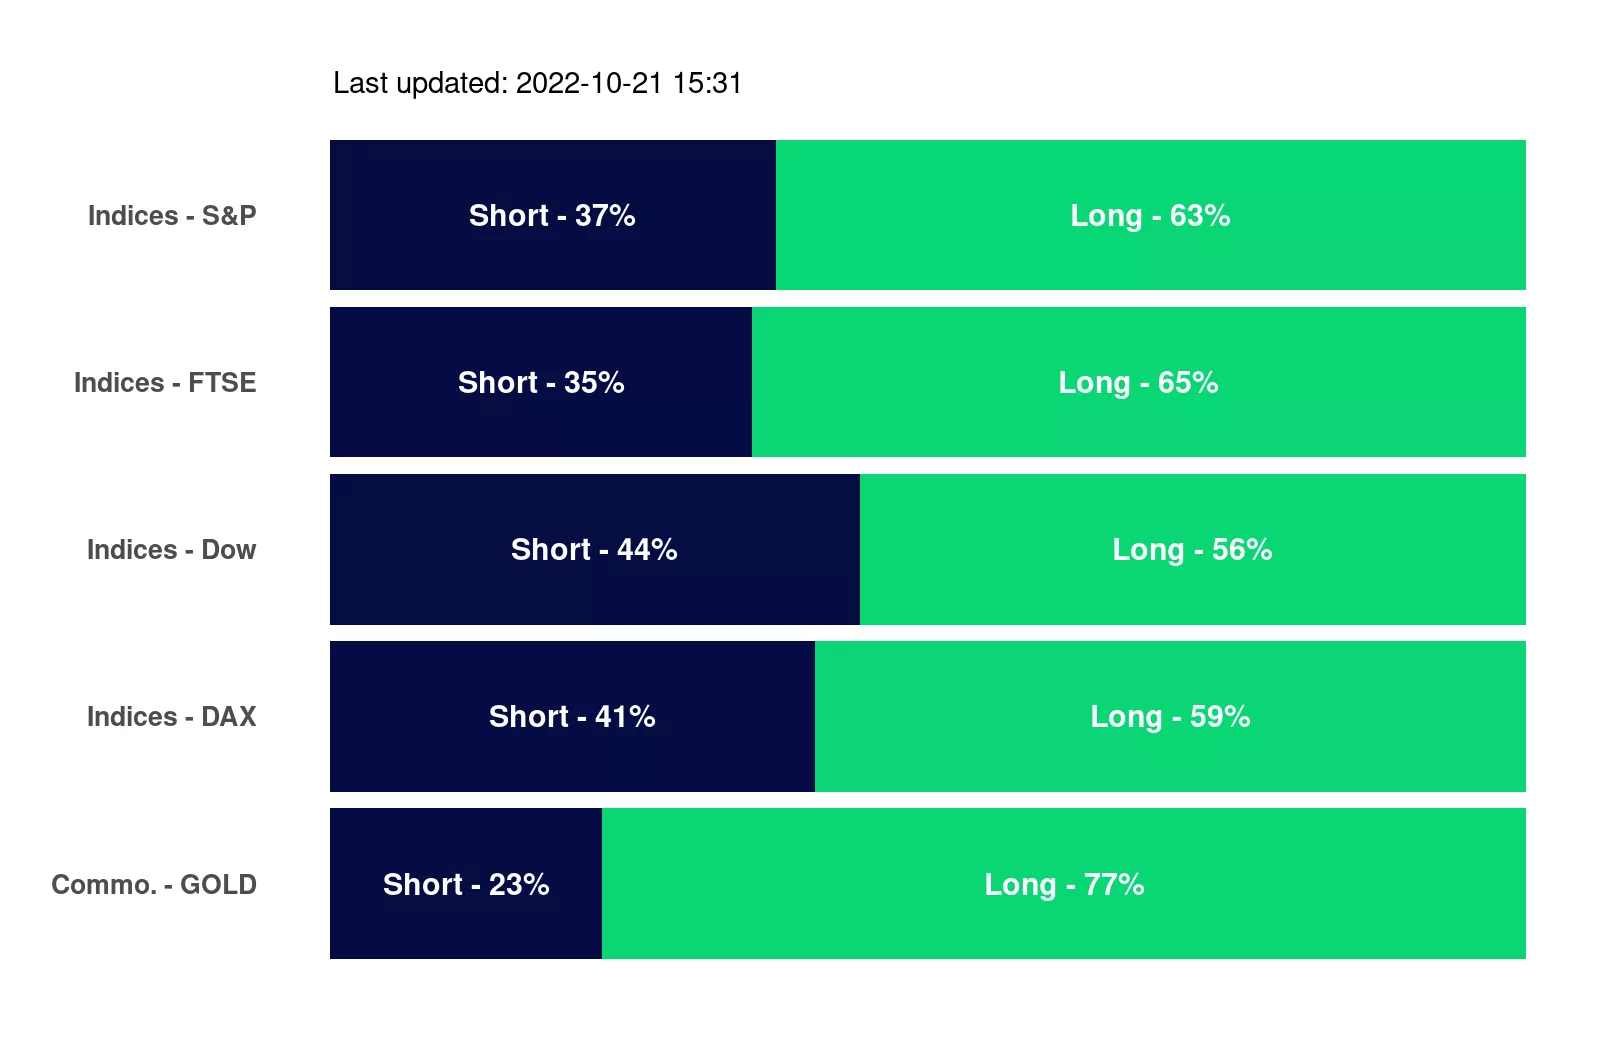 Last updated: 2022-10-21 15:31
Indices - S&P Short - 37% Long - 63%
Indices - FTSE Short - 35% Long - 65%
Indices - Dow Short - 44% Long - 56%
Indices - DAX Short - 41% Long - 59%
Commo. - GOLD Short - 23% Long - 77%